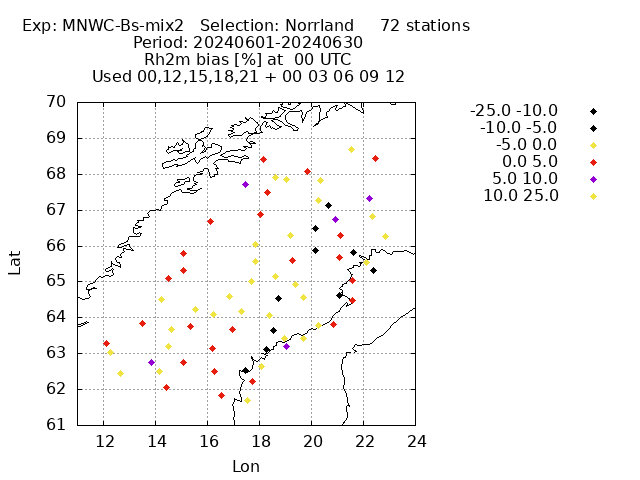 Exp: MNWC-Bs-mix2   Selection: Norrland     72 stations
Period: 20240601-20240630
Rh2m bias [%] at  00 UTC
Used 00,12,15,18,21 + 00 03 06 09 12
-25.0 -10.0
-10.0 -5.0
-5.0 0.0
0.0 5.0
5.0 10.0
10.0 25.0
70
69
68
67
66
65
64
63
62
61
Lat
12 14 16 18 20 22 24
Lon